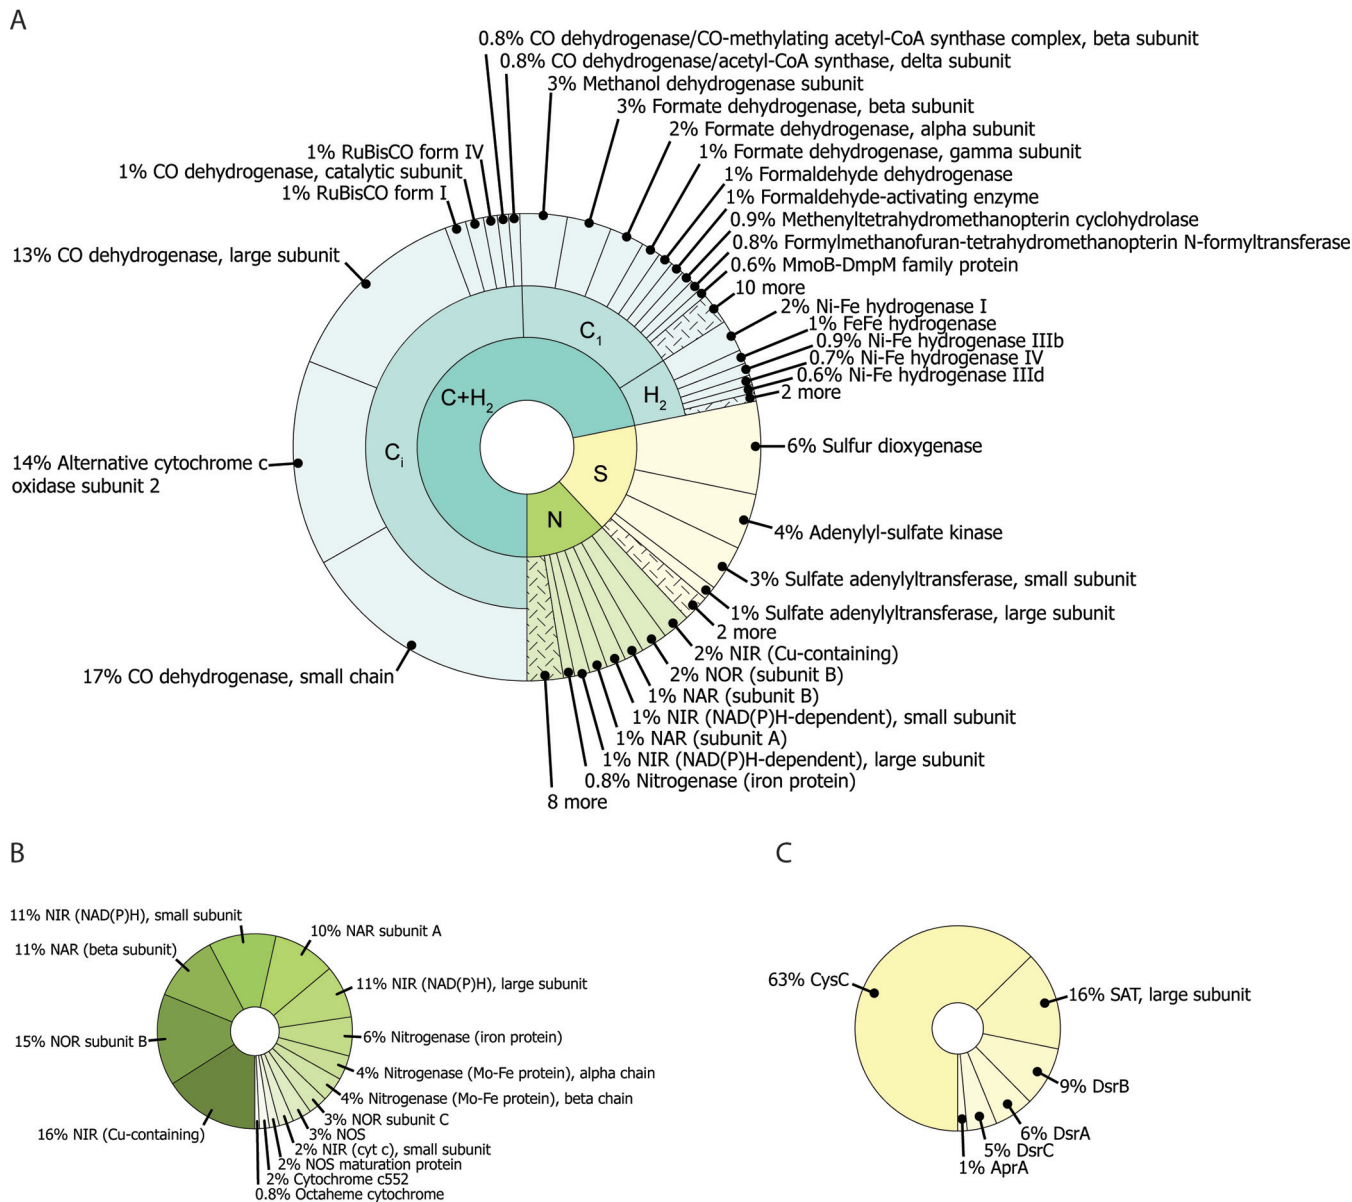 A
0.8% CO dehydrogenase/CO-methylating acetyl-CoA synthase complex, beta subunit
0.8% CO dehydrogenase/acetyl-CoA synthase, delta subunit
3% Methanol dehydrogenase subunit
3% Formate dehydrogenase, beta subunit
2% Formate dehydrogenase, alpha subunit
1% Formate dehydrogenase, gamma subunit
1% Formaldehyde dehydrogenase
1% Formaldehyde-activating enzyme
0.9% Methenyltetrahydromethanopterin cyclohydrolase
0.8% Formylmethanofuran-tetrahydromethanopterin N-formyltransferase
0.6% MmoB-DmpM family protein
10 more
2% Ni-Fe hydrogenase I
1% FeFe hydrogenase
0.9% Ni-Fe hydrogenase IIIb
0.7% Ni-Fe hydrogenase IV
0.6% Ni-Fe hydrogenase IIId
2 more
1% RuBisCO form IV
1% CO dehydrogenase, catalytic subunit
1% RuBisCO form I
13% CO dehydrogenase, large subunit
14% Alternative cytochrome c
oxidase subunit 2
17% CO dehydrogenase, small chain
C1
H2
C+H2
Ci
S
N
6% Sulfur dioxygenase
4% Adenylyl-sulfate kinase
3% Sulfate adenylyltransferase, small subunit
1% Sulfate adenylyltransferase, large subunit
2 more
2% NIR (Cu-containing)
2% NOR (subunit B)
1% NAR (subunit B)
1% NIR (NAD(P)H-dependent), small subunit
1% NAR (subunit A)
1% NIR (NAD(P)H-dependent), large subunit
0.8% Nitrogenase (iron protein)
8 more
B
11% NIR (NAD(P)H), small subunit
10% NAR subunit A
11% NAR (beta subunit)
11% NIR (NAD(P)H), large subunit
15% NOR subunit B
6% Nitrogenase (iron protein)
4% Nitrogenase (Mo-Fe protein), alpha chain
4% Nitrogenase (Mo-Fe protein), beta chain
3% NOR subunit C
16% NIR (Cu-containing)
3% NOS
2% NIR (cyt c), small subunit
2% NOS maturation protein
2% Cytochrome c552
0.8% Octaheme cytochrome
C
63% CysC
16% SAT, large subunit
9% DsrB
6% DsrA
5% DsrC
1% AprA